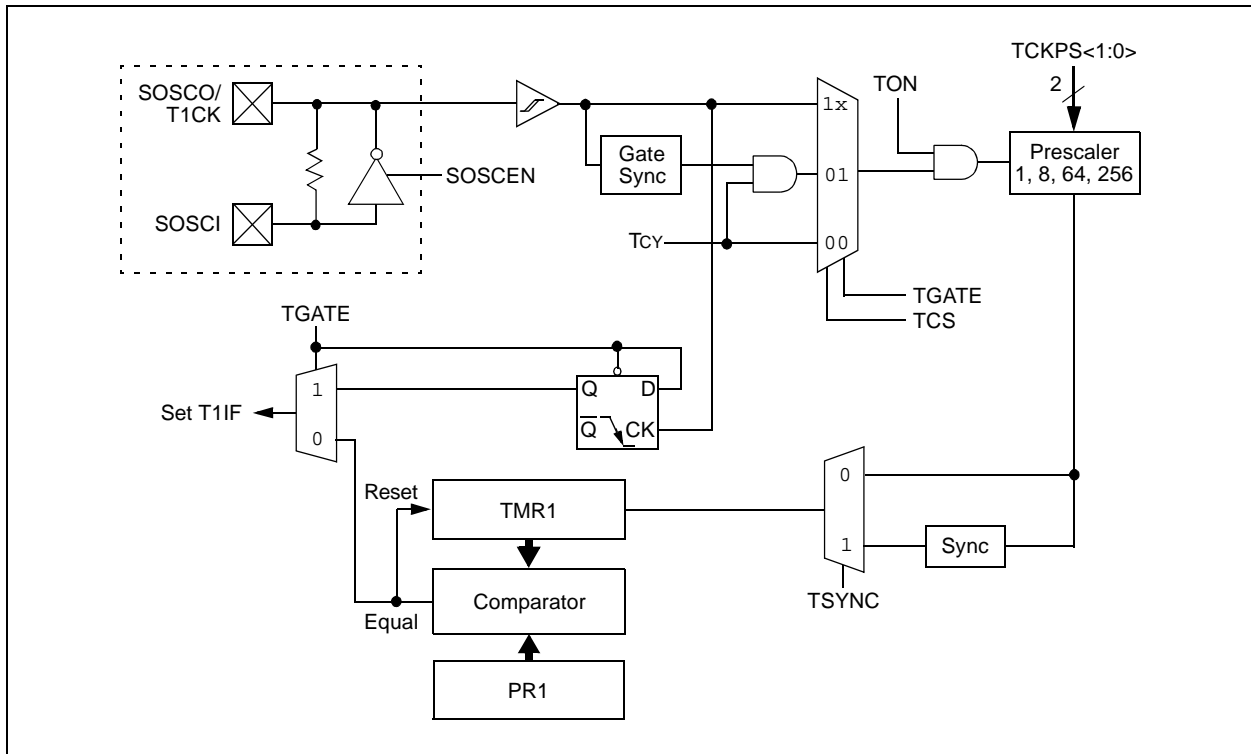 TCKPS<1:0>
2
SOSCO/
T1CK
TON
1x
Prescaler
1, 8, 64, 256
Gate
Sync
SOSCEN
01
SOSCI
TCY
00
TGATE
TCS
TGATE
1
Q
D
Set T1IF
Q
CK
0
0
Reset
TMR1
1
Sync
TSYNC
Comparator
Equal
PR1